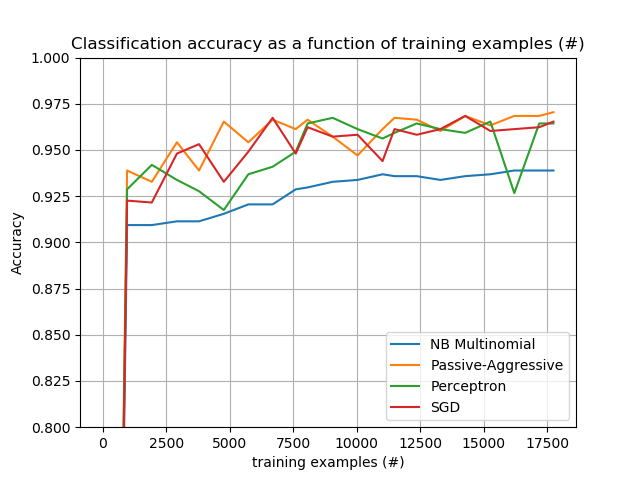 Classification accuracy as a function of training examples (#)
1.000
0.975
0.950
0.925
0.900
0.875
0.850
0.825
0.800
Accuracy
NB Multinomial
Passive-Aggressive
Perceptron
SGD
0 2500 5000 7500 10000 12500 15000 17500
training examples (#)